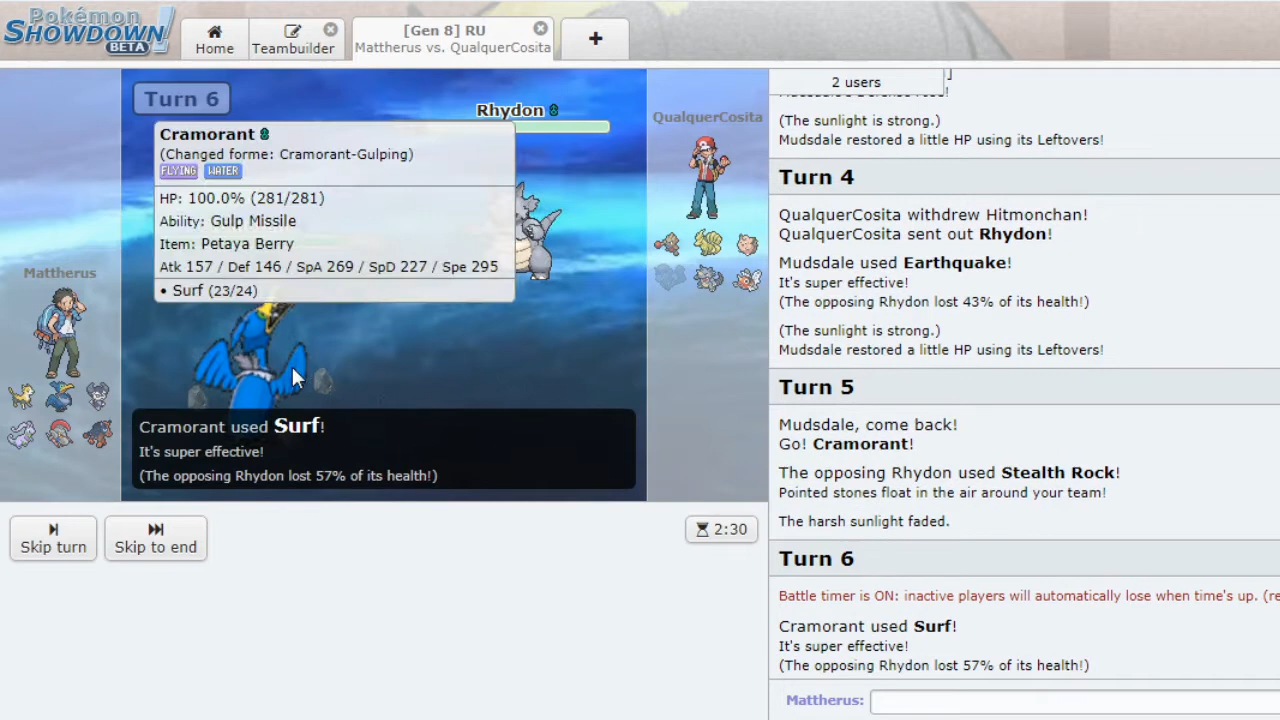 Pokémon
SHOWDOWN!
BETA
Home
Teambuilder
[Gen 8] RU
Mattherus vs. QualquerCosita
+
Turn 6
Rhydon
Cramorant
(Changed forme: Cramorant-Gulping)
FLYING WATER
HP: 100.0% (281/281)
Ability: Gulp Missile
Item: Petaya Berry
Atk 157 / Def 146 / SpA 269 / SpD 227 / Spe 295
• Surf (23/24)
Mattherus
QualquerCosita
Cramorant used Surf!
It's super effective!
(The opposing Rhydon lost 57% of its health!)
Skip turn
Skip to end
2:30
2 users
(The sunlight is strong.)
Mudsdale restored a little HP using its Leftovers!
Turn 4
QualquerCosita withdrew Hitmonchan!
QualquerCosita sent out Rhydon!
Mudsdale used Earthquake!
It's super effective!
(The opposing Rhydon lost 43% of its health!)
(The sunlight is strong.)
Mudsdale restored a little HP using its Leftovers!
Turn 5
Mudsdale, come back!
Go! Cramorant!
The opposing Rhydon used Stealth Rock!
Pointed stones float in the air around your team!
The harsh sunlight faded.
Turn 6
Battle timer is ON: inactive players will automatically lose when time's up. (re
Cramorant used Surf!
It's super effective!
(The opposing Rhydon lost 57% of its health!)
Mattherus: